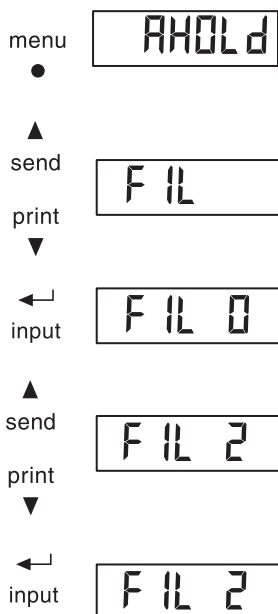 menu
AHOLd
send
print
FIL
input
FIL 0
send
print
FIL 2
input
FIL 2